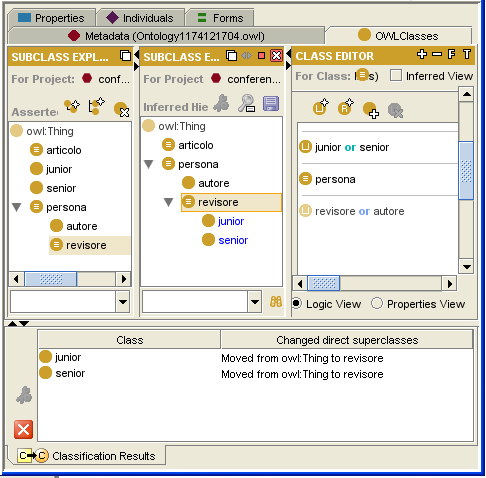 Properties Individuals Forms
Metadata (Ontology1174121704.owl) OWLClasses
SUBCLASS EXPL...
For Project: conf...
Asserted
owl:Thing
articolo
junior
senior
persona
autore
revisore
SUBCLASS E...
For Project conferen...
Inferred Hie
owl:Thing
articolo
persona
autore
revisore
junior
senior
CLASS EDITOR
F T
For Class: s) Inferred View
junior or senior
persona
revisore or autore
Logic View Properties View
Class Changed direct superclasses
junior Moved from owl:Thing to revisore
senior Moved from owl:Thing to revisore
Classification Results